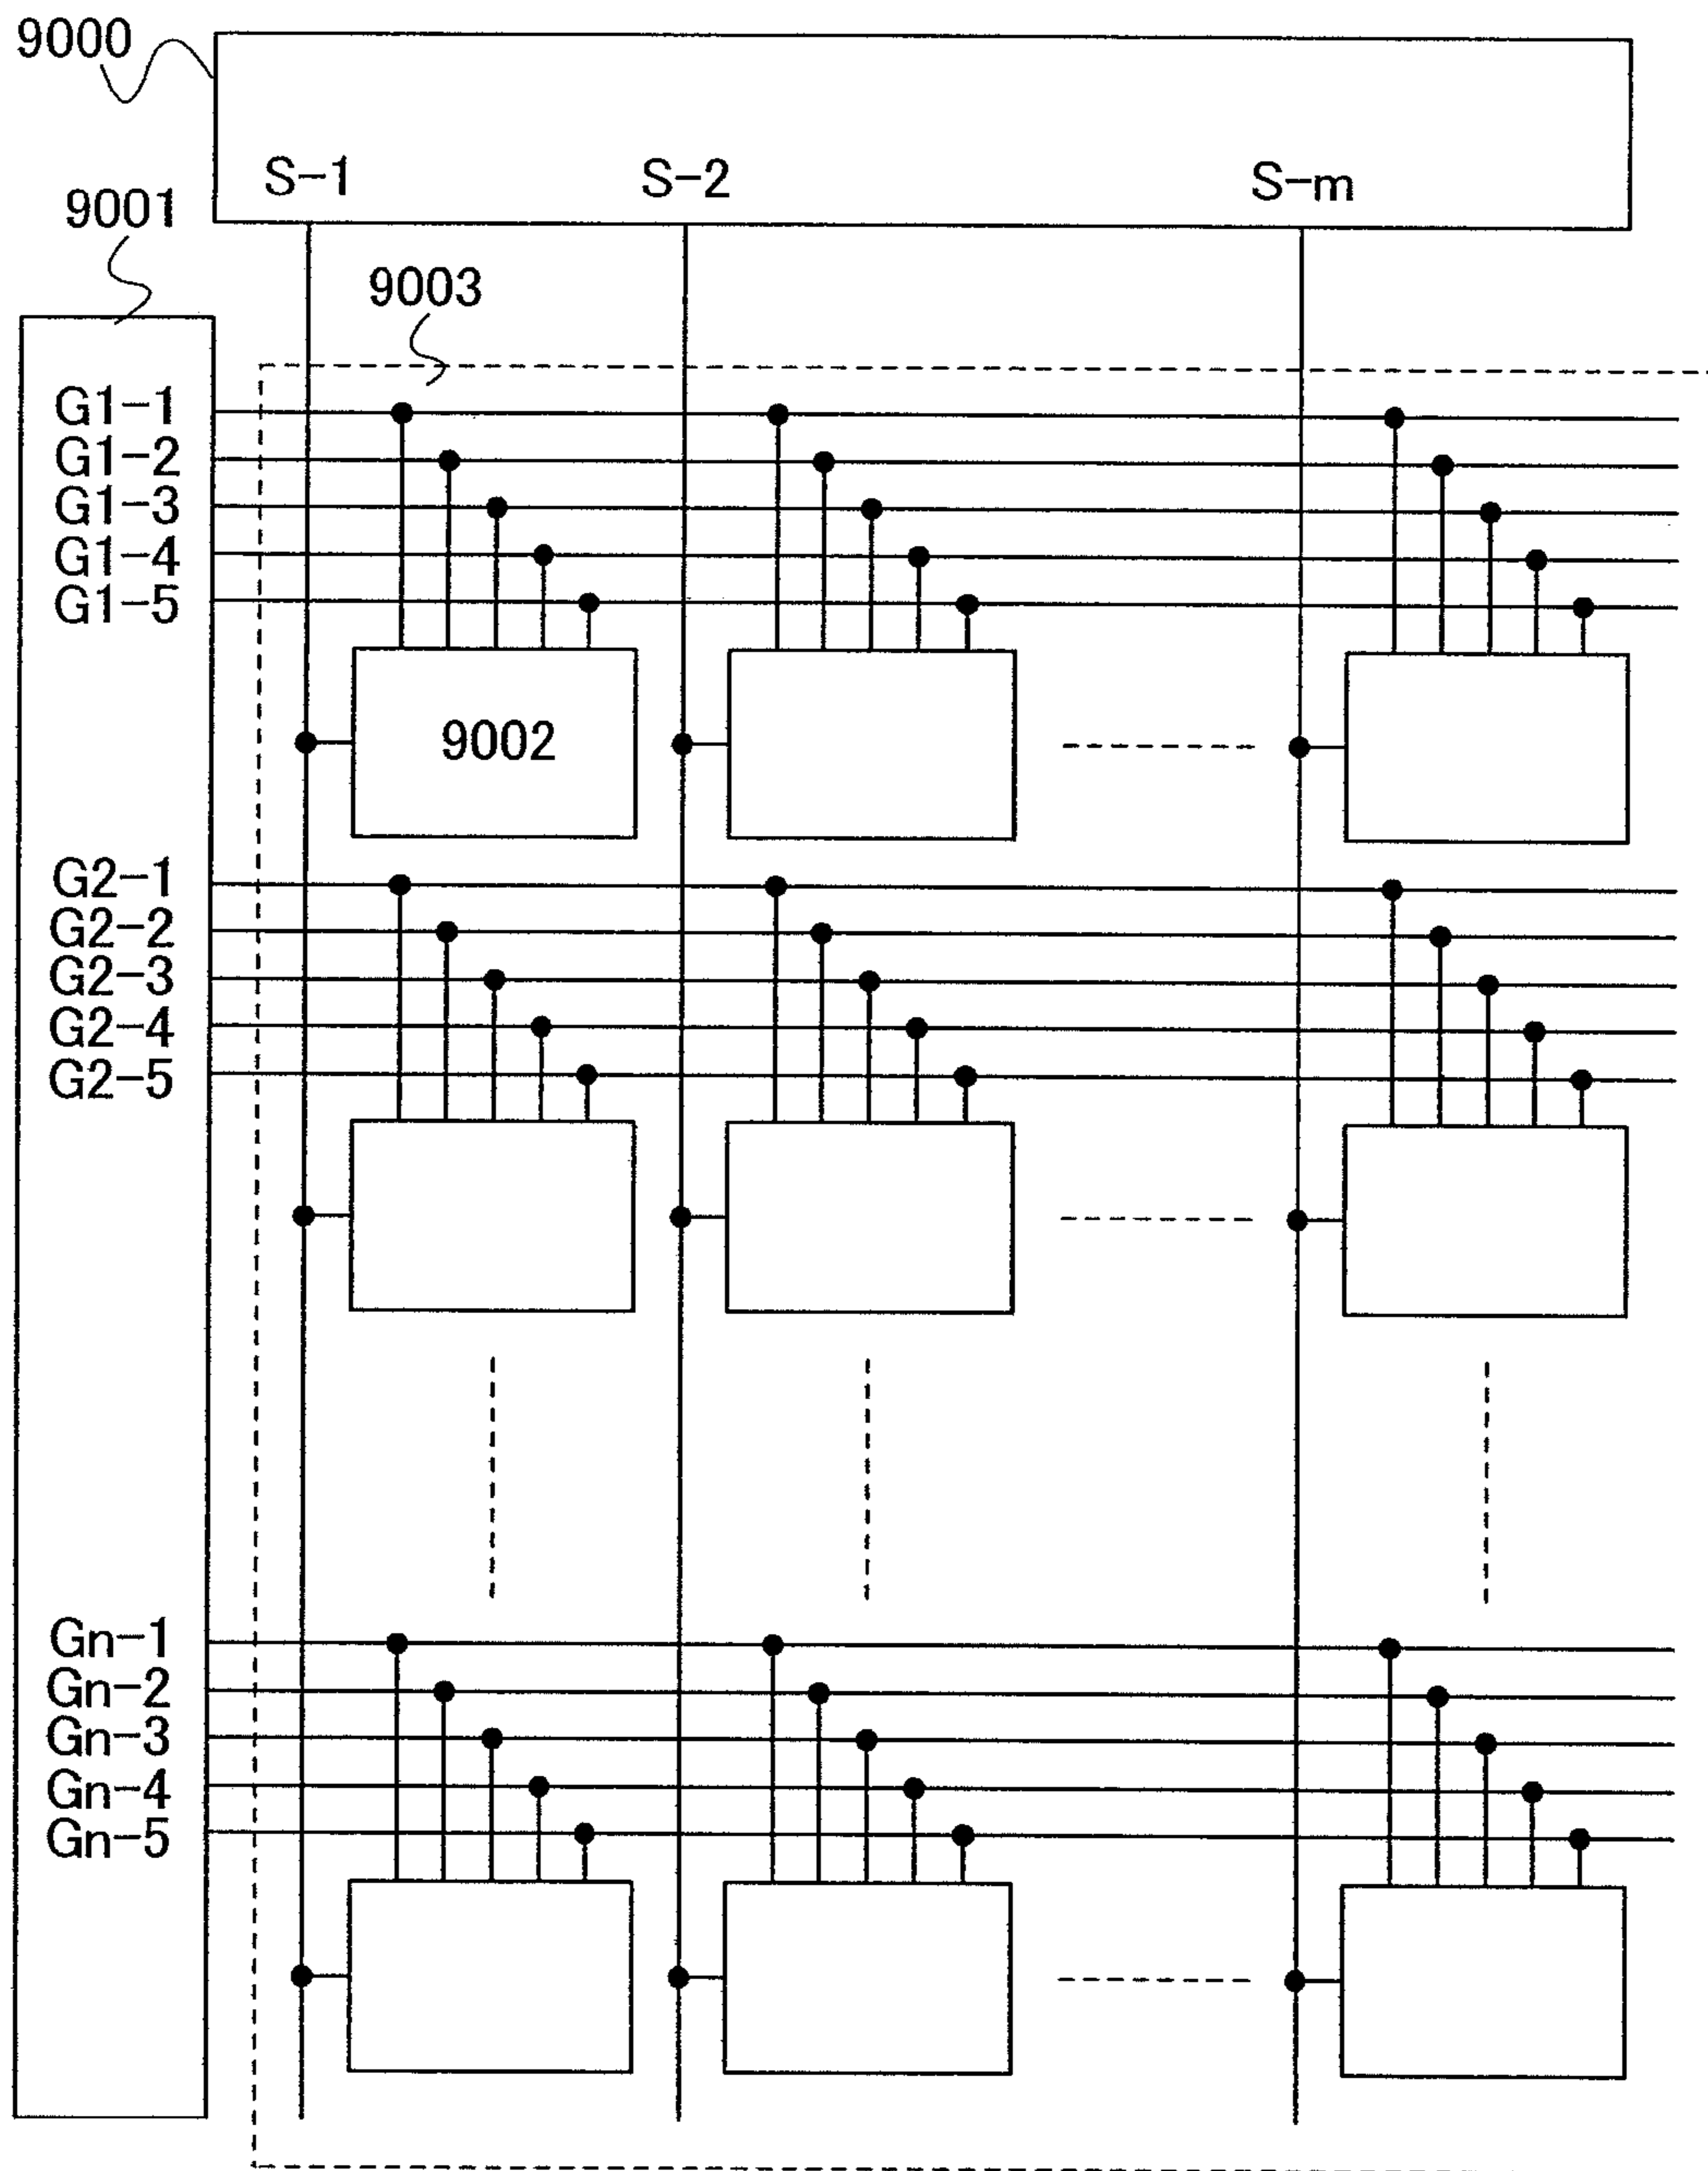 9000
S-1 S-2 S-m
9001
9003
G1-1
G1-2
G1-3
G1-4
G1-5
9002
G2-1
G2-2
G2-3
G2-4
G2-5
Gn-1
Gn-2
Gn-3
Gn-4
Gn-5